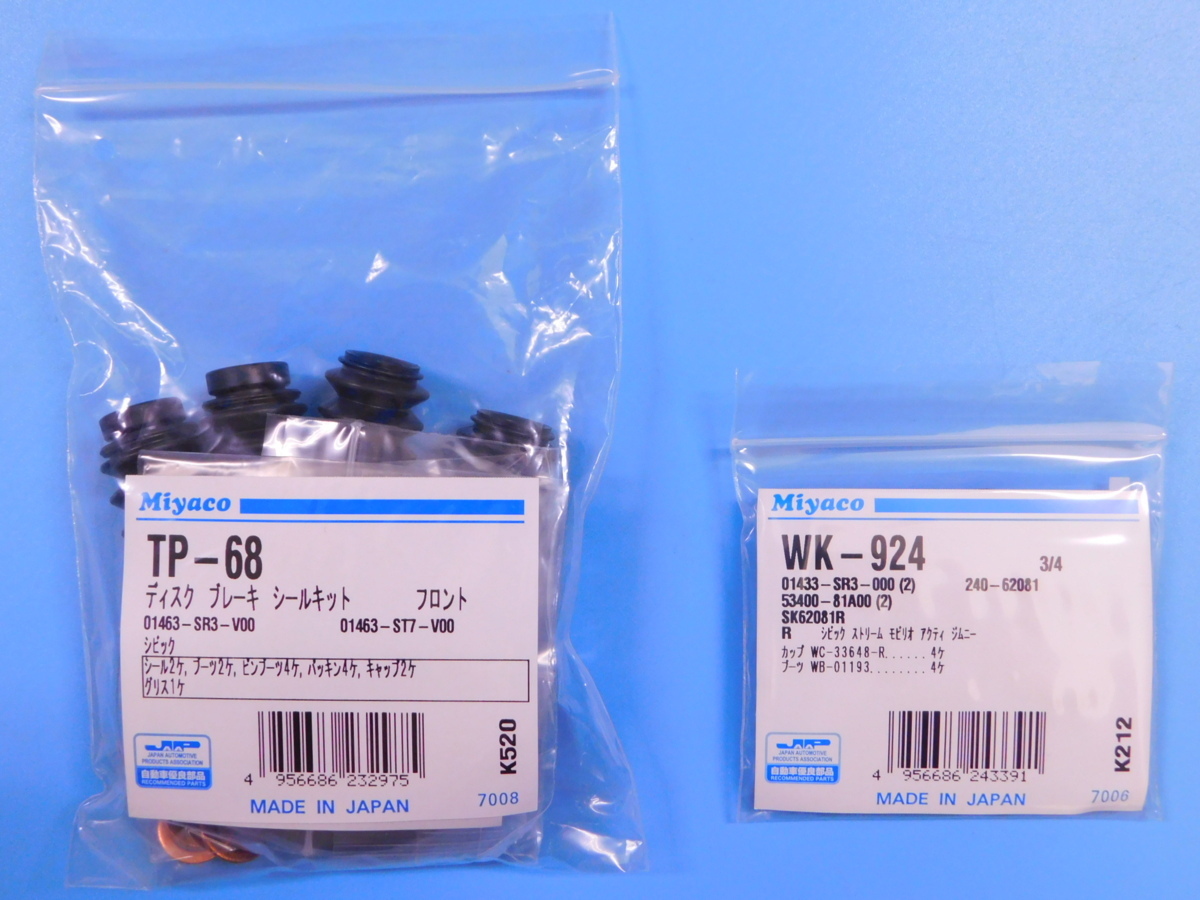 Miyaco
TP-68
ディスク ブレーキ シールキット フロント
01463-SR3-V00 01463-ST7-V00
シビック
シール2ケ, ブーツ2ケ, ピンブーツ4ケ, パッキン4ケ, キャップ2ケ
グリス1ケ
JAP
JAPAN AUTOMOTIVE
PRODUCTS ASSOCIATION
自動車優良部品
RECOMMENDED PARTS
4 956686 232975
K520
MADE IN JAPAN
7008
Miyaco
WK-924 3/4
01433-SR3-000 (2) 240-62081
53400-81A00 (2)
SK62081R
R シビック ストリーム モビリオ アクティ ジムニー
カップ WC-33648-R...... 4ケ
ブーツ WB-01193........ 4ケ
JAP
JAPAN AUTOMOTIVE
PRODUCTS ASSOCIATION
自動車優良部品
RECOMMENDED PARTS
4 956686 243391
K212
MADE IN JAPAN
7006